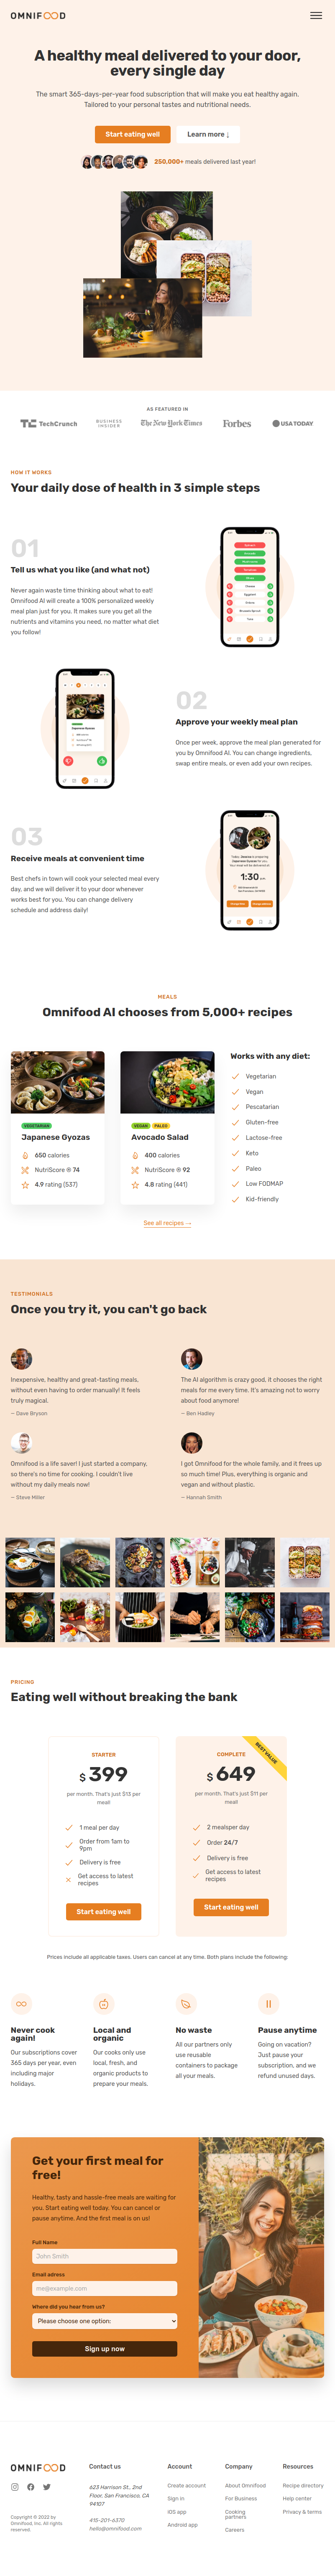 OMNIFOOD
A healthy meal delivered to your door,
every single day
The smart 365-days-per-year food subscription that will make you eat healthy again.
Tailored to your personal tastes and nutritional needs.
Start eating well
Learn more ↓
250,000+ meals delivered last year!
AS FEATURED IN
TechCrunch
BUSINESS
INSIDER
The New York Times
Forbes
USA TODAY
HOW IT WORKS
Your daily dose of health in 3 simple steps
01
Tell us what you like (and what not)
Never again waste time thinking about what to eat!
Omnifood AI will create a 100% personalized weekly
meal plan just for you. It makes sure you get all the
nutrients and vitamins you need, no matter what diet
you follow!
02
Approve your weekly meal plan
Once per week, approve the meal plan generated for
you by Omnifood AI. You can change ingredients,
swap entire meals, or even add your own recipes.
03
Receive meals at convenient time
Best chefs in town will cook your selected meal every
day, and we will deliver it to your door whenever
works best for you. You can change delivery
schedule and address daily!
1:30
MEALS
Omnifood AI chooses from 5,000+ recipes
VEGETARIAN
Japanese Gyozas
650 calories
NutriScore ® 74
4.9 rating (537)
VEGAN PALEO
Avocado Salad
400 calories
NutriScore ® 92
4.8 rating (441)
Works with any diet:
Vegetarian
Vegan
Pescatarian
Gluten-free
Lactose-free
Keto
Paleo
Low FODMAP
Kid-friendly
See all recipes →
TESTIMONIALS
Once you try it, you can't go back
Inexpensive, healthy and great-tasting meals,
without even having to order manually! It feels
truly magical.
— Dave Bryson
The AI algorithm is crazy good, it chooses the right
meals for me every time. It's amazing not to worry
about food anymore!
— Ben Hadley
Omnifood is a life saver! I just started a company,
so there's no time for cooking. I couldn't live
without my daily meals now!
— Steve Miller
I got Omnifood for the whole family, and it frees up
so much time! Plus, everything is organic and
vegan and without plastic.
— Hannah Smith
PRICING
Eating well without breaking the bank
STARTER
$ 399
per month. That's just $13 per
meal!
1 meal per day
Order from 1am to
9pm
Delivery is free
Get access to latest
recipes
Start eating well
BEST VALUE
COMPLETE
$ 649
per month. That's just $11 per
meal!
2 mealsper day
Order 24/7
Delivery is free
Get access to latest
recipes
Start eating well
Prices include all applicable taxes. Users can cancel at any time. Both plans include the following:
Never cook
again!
Our subscriptions cover
365 days per year, even
including major
holidays.
Local and
organic
Our cooks only use
local, fresh, and
organic products to
prepare your meals.
No waste
All our partners only
use reusable
containers to package
all your meals.
Pause anytime
Going on vacation?
Just pause your
subscription, and we
refund unused days.
Get your first meal for
free!
Healthy, tasty and hassle-free meals are waiting for
you. Start eating well today. You can cancel or
pause anytime. And the first meal is on us!
Full Name
John Smith
Email adress
me@example.com
Where did you hear from us?
Please choose one option:
Sign up now
OMNIFOOD
Copyright © 2022 by
Omnifood, Inc. All rights
reserved.
Contact us
623 Harrison St., 2nd
Floor, San Francisco, CA
94107
415-201-6370
hello@omnifood.com
Account
Create account
Sign in
iOS app
Android app
Company
About Omnifood
For Business
Cooking
partners
Careers
Resources
Recipe directory
Help center
Privacy & terms